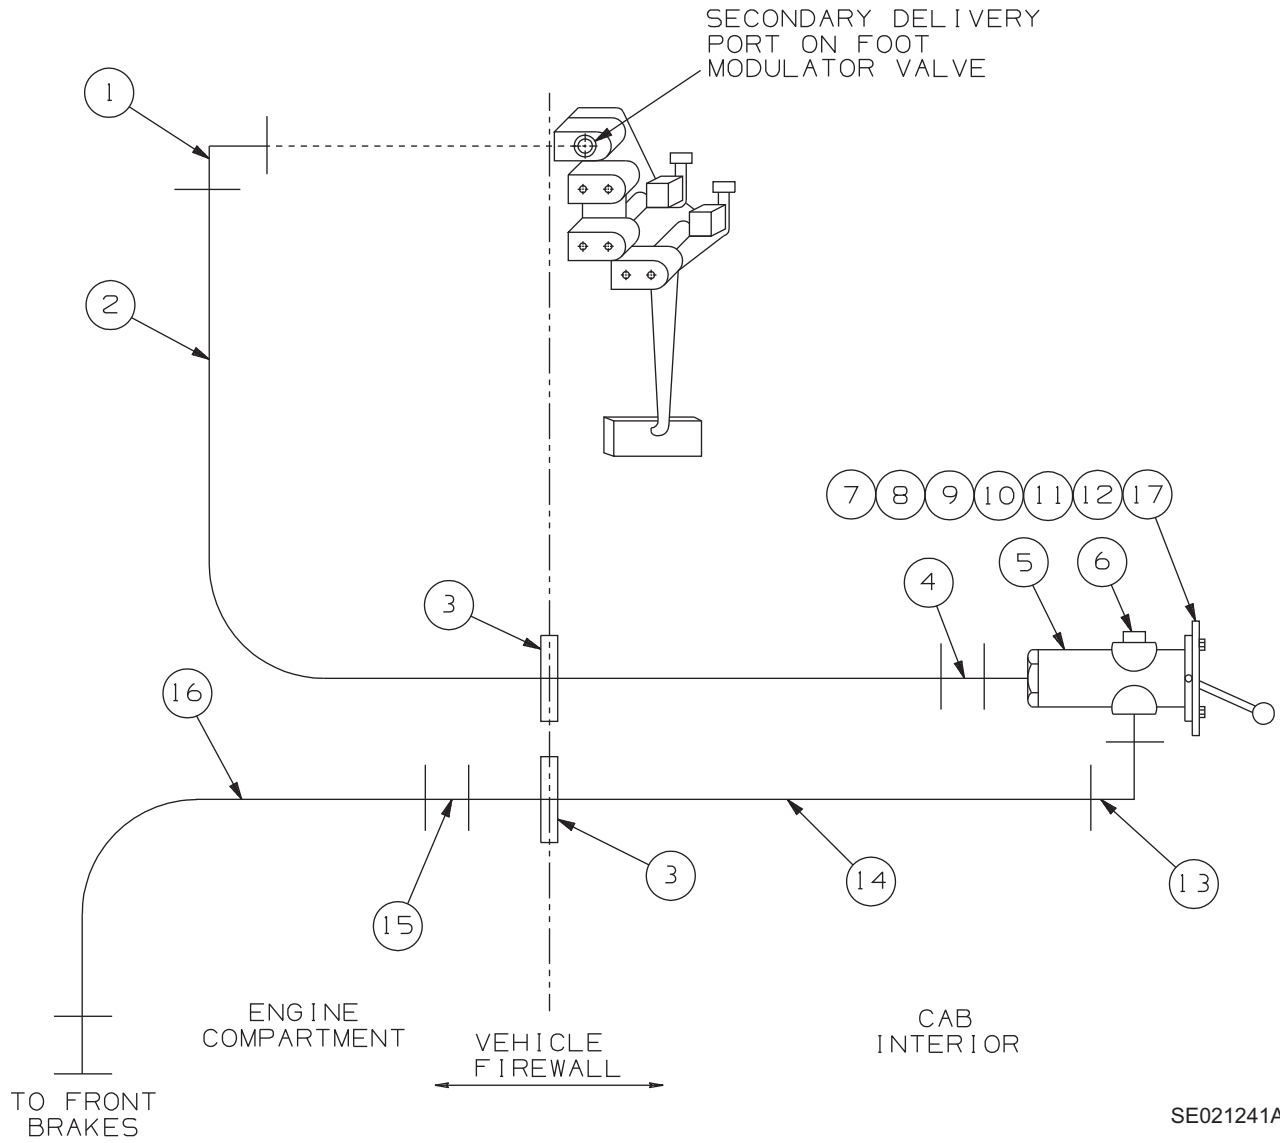 SECONDARY DELIVERY
PORT ON FOOT
MODULATOR VALVE
1
2
7 8 9 10 11 12 17
3
4
5
6
16
3
14
13
15
ENGINE
COMPARTMENT
VEHICLE
FIREWALL
CAB
INTERIOR
TO FRONT
BRAKES
SE021241A